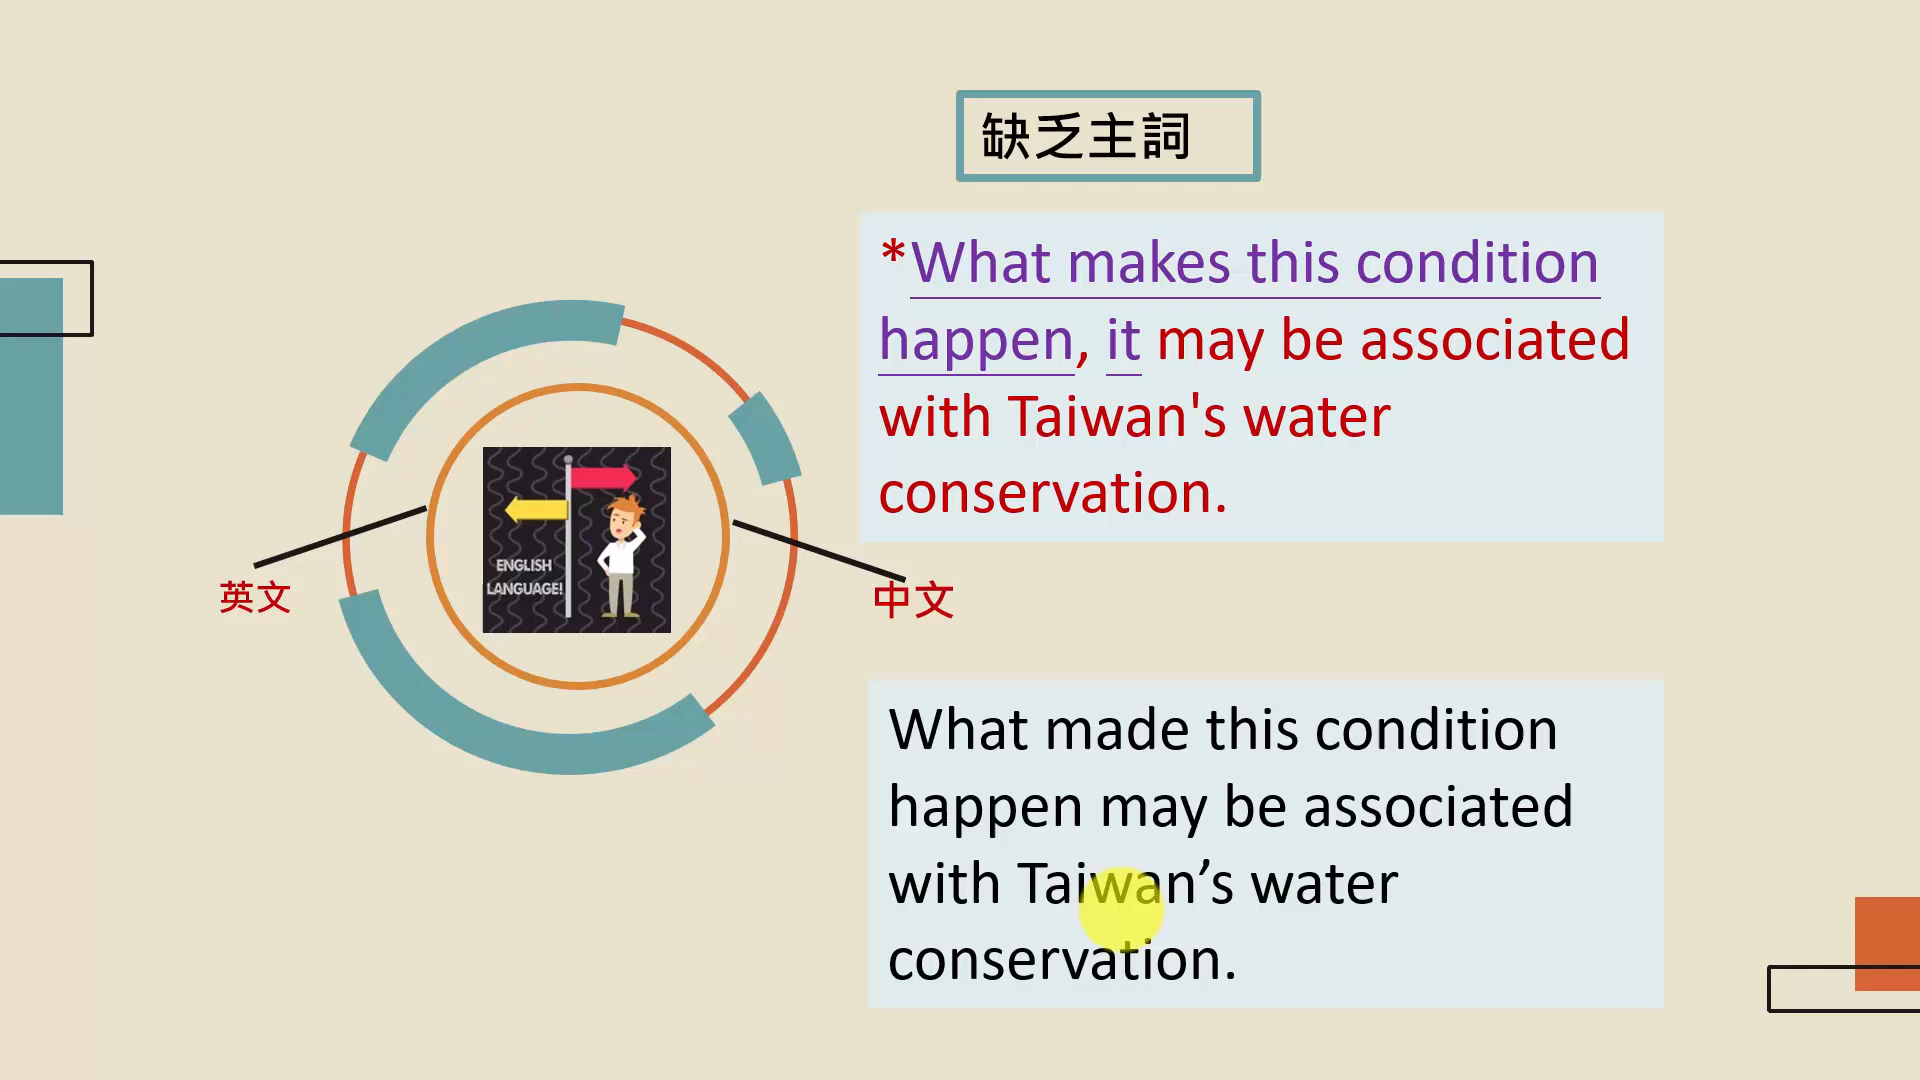 缺乏主詞
*What makes this condition
happen, it may be associated
with Taiwan's water
conservation.
ENGLISH
LANGUAGE!
英文
中文
What made this condition
happen may be associated
with Taiwan’s water
conservation.